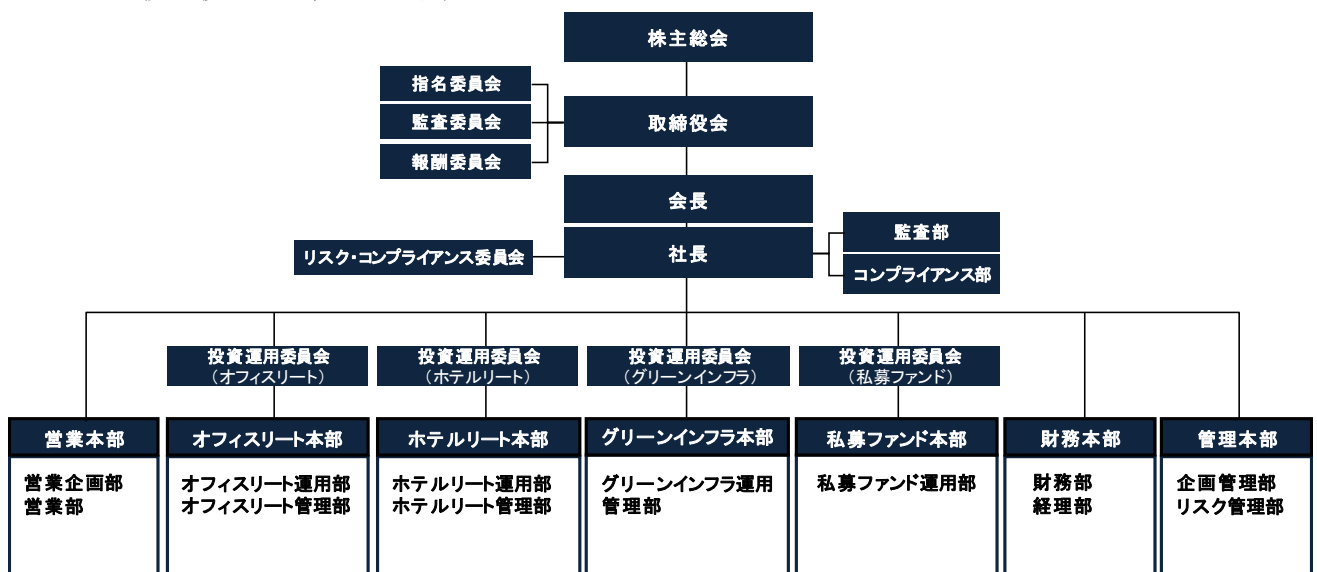 株主総会
指名委員会
監査委員会
報酬委員会
取締役会
会長
社長
リスク・コンプライアンス委員会
監査部
コンプライアンス部
投資運用委員会
(オフィスリート)
投資運用委員会
(ホテルリート)
投資運用委員会
(グリーンインフラ)
投資運用委員会
(私募ファンド)
営業本部
営業企画部
営業部
オフィスリート本部
オフィスリート運用部
オフィスリート管理部
ホテルリート本部
ホテルリート運用部
ホテルリート管理部
グリーンインフラ本部
グリーンインフラ運用
管理部
私募ファンド本部
私募ファンド運用部
財務本部
財務部
経理部
管理本部
企画管理部
リスク管理部